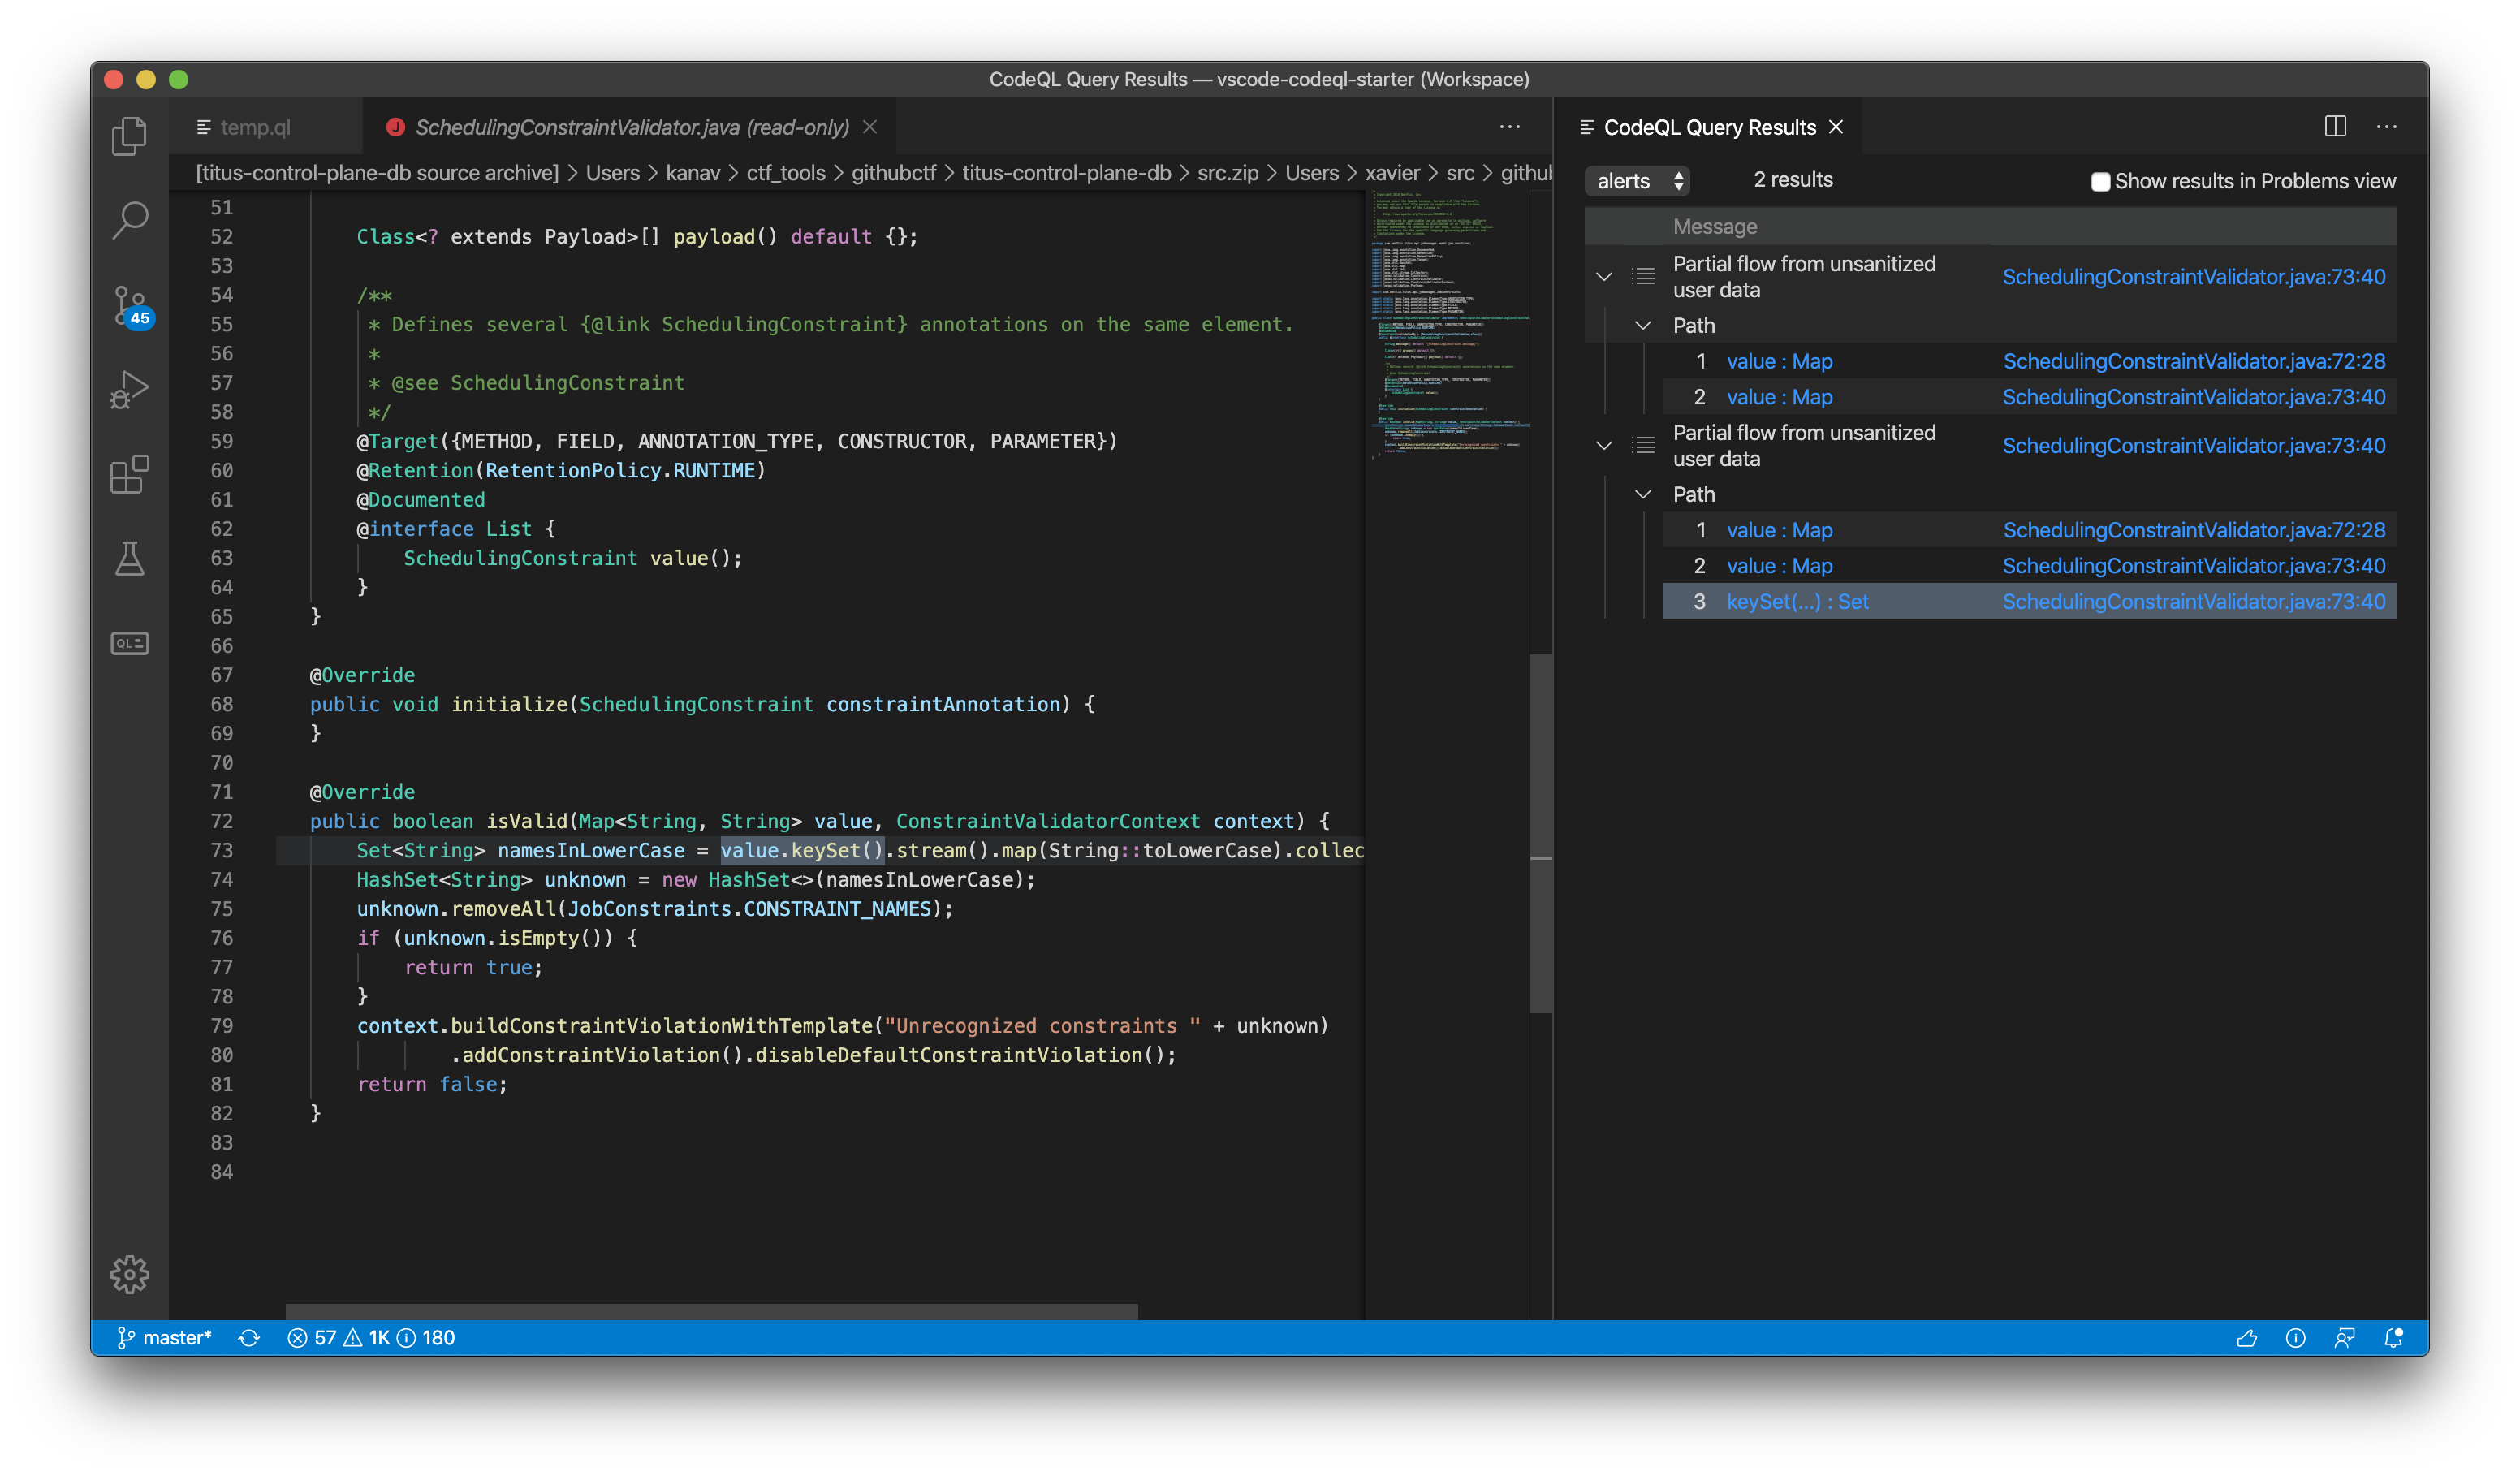 CodeQL Query Results — vscode-codeql-starter (Workspace)
temp.ql
J SchedulingConstraintValidator.java (read-only)
[titus-control-plane-db source archive] > Users > kanav > ctf_tools > githubctf > titus-control-plane-db > src.zip > Users > xavier > src >
51
52 Class<? extends Payload>[] payload() default {};
53
54 /**
55 * Defines several {@link SchedulingConstraint} annotations on the same element.
56 *
57 * @see SchedulingConstraint
58 */
59 @Target({METHOD, FIELD, ANNOTATION_TYPE, CONSTRUCTOR, PARAMETER})
60 @Retention(RetentionPolicy.RUNTIME)
61 @Documented
62 @interface List {
63 SchedulingConstraint value();
64 }
65 }
66
67 @Override
68 public void initialize(SchedulingConstraint constraintAnnotation) {
69 }
70
71 @Override
72 public boolean isValid(Map<String, String> value, ConstraintValidatorContext context) {
73 Set<String> namesInLowerCase = value.keySet().stream().map(String::toLowerCase).collec
74 HashSet<String> unknown = new HashSet<>(namesInLowerCase);
75 unknown.removeAll(JobConstraints.CONSTRAINT_NAMES);
76 if (unknown.isEmpty()) {
77 return true;
78 }
79 context.buildConstraintViolationWithTemplate("Unrecognized constraints " + unknown)
80 .addConstraintViolation().disableDefaultConstraintViolation();
81 return false;
82 }
83
84
CodeQL Query Results
alerts 2 results Show results in Problems view
Message
Partial flow from unsanitized
user data SchedulingConstraintValidator.java:73:40
Path
1 value : Map SchedulingConstraintValidator.java:72:28
2 value : Map SchedulingConstraintValidator.java:73:40
Partial flow from unsanitized
user data SchedulingConstraintValidator.java:73:40
Path
1 value : Map SchedulingConstraintValidator.java:72:28
2 value : Map SchedulingConstraintValidator.java:73:40
3 keySet(...) : Set SchedulingConstraintValidator.java:73:40
45
QL
master* 57 1K 180